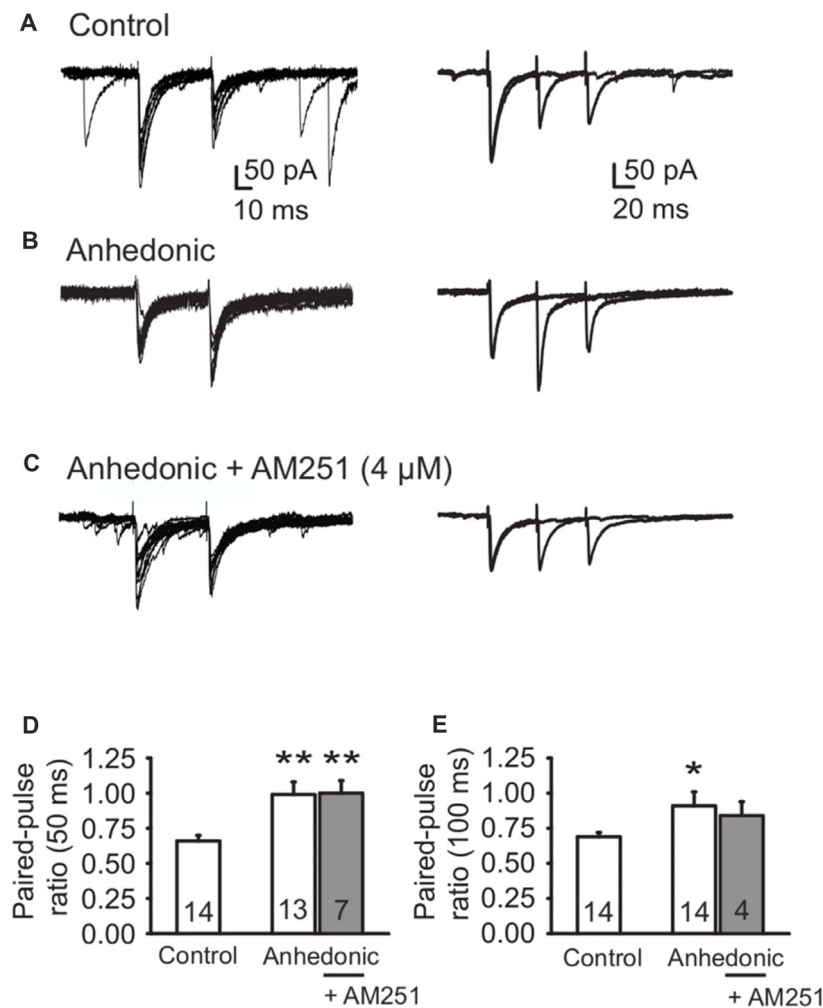 A Control
50 pA
10 ms
50 pA
20 ms
B Anhedonic
C Anhedonic + AM251 (4 µM)
D
Paired-pulse
ratio (50 ms)
1.25
1.00
0.75
0.50
0.25
0.00
** **
14
13
7
Control
Anhedonic
+ AM251
E
Paired-pulse
ratio (100 ms)
1.25
1.00
0.75
0.50
0.25
0.00
*
14
14
4
Control
Anhedonic
+ AM251